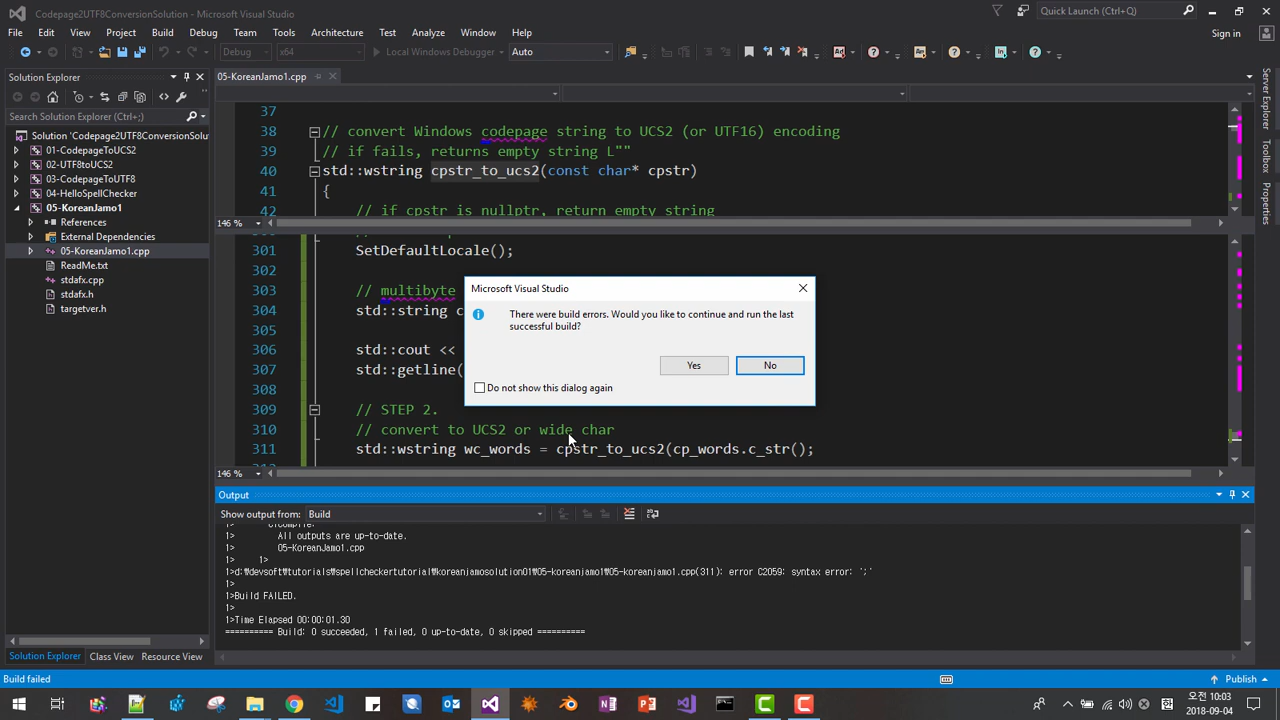 Codepage2UTF8ConversionSolution - Microsoft Visual Studio
Quick Launch (Ctrl+Q)
File Edit View Project Build Debug Team Tools Architecture Test Analyze Window Help
Sign in
Debug x64 Local Windows Debugger Auto
Solution Explorer
05-KoreanJamo1.cpp
Search Solution Explorer (Ctrl+;)
Solution 'Codepage2UTF8ConversionSolut
01-CodepageToUCS2
02-UTF8toUCS2
03-CodepageToUTF8
04-HelloSpellChecker
05-KoreanJamo1
References
External Dependencies
05-KoreanJamo1.cpp
ReadMe.txt
stdafx.cpp
stdafx.h
targetver.h
Solution Explorer Class View Resource View
37
38 // convert Windows codepage string to UCS2 (or UTF16) encoding
39 // if fails, returns empty string L""
40 std::wstring cpstr_to_ucs2(const char* cpstr)
41 {
42 // if cpstr is nullptr, return empty string
146 %
301 SetDefaultLocale();
302
303 // multibyte
304 std::string c
305
306 std::cout <<
307 std::getline(
308
309 // STEP 2.
310 // convert to UCS2 or wide char
311 std::wstring wc_words = cpstr_to_ucs2(cp_words.c_str();
146 %
Microsoft Visual Studio
There were build errors. Would you like to continue and run the last
successful build?
Yes No
Do not show this dialog again
Output
Show output from: Build
1> ClCompile:
1> All outputs are up-to-date.
1> 05-KoreanJamo1.cpp
1> 1>
1>d:₩devsoft₩tutorials₩spellcheckertutorial₩koreanjamosolution01₩05-koreanjamo1₩05-koreanjamo1.cpp(311): error C2059: syntax error: ';'
1>
1>Build FAILED.
1>
1>Time Elapsed 00:00:01.30
========== Build: 0 succeeded, 1 failed, 0 up-to-date, 0 skipped ==========
Server Explorer
Toolbox
Properties
Build failed
Publish
오전 10:03
2018-09-04